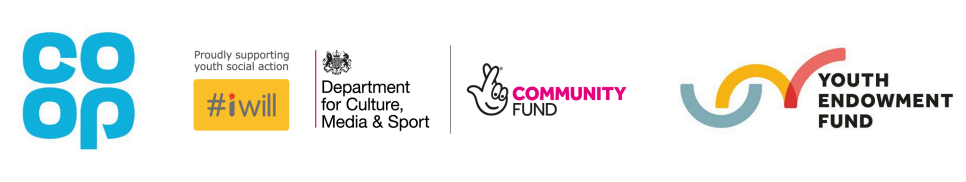 CO
OP
Proudly supporting
youth social action
#iwill
Department
for Culture,
Media & Sport
COMMUNITY
FUND
YOUTH
ENDOWMENT
FUND